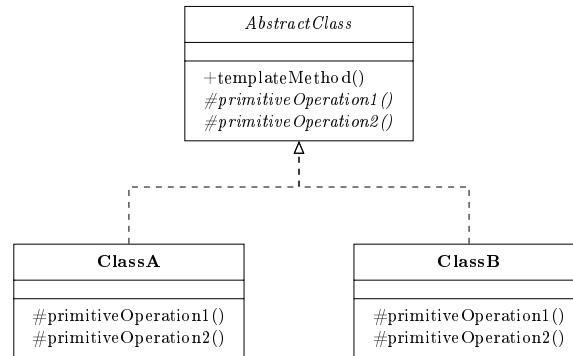 AbstractClass
+templateMethod()
#primitiveOperation1()
#primitiveOperation2()
ClassA
#primitiveOperation1()
#primitiveOperation2()
ClassB
#primitiveOperation1()
#primitiveOperation2()